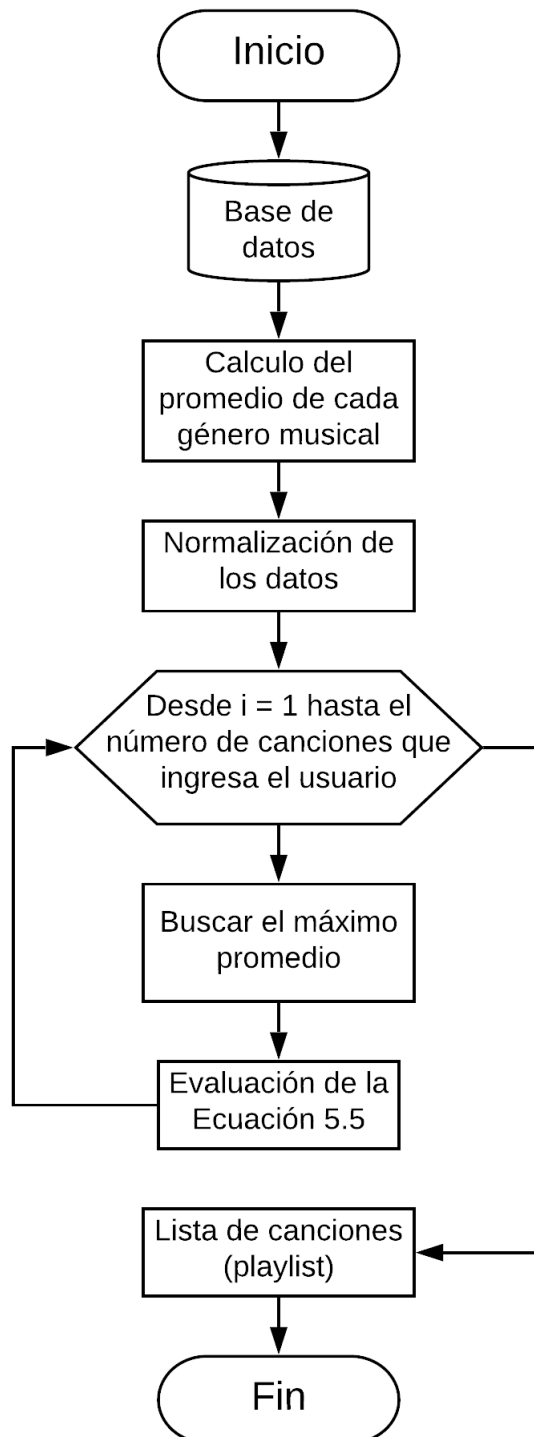 Inicio
Base de
datos
Calculo del
promedio de cada
género musical
Normalización de
los datos
Desde i = 1 hasta el
número de canciones que
ingresa el usuario
Buscar el máximo
promedio
Evaluación de la
Ecuación 5.5
Lista de canciones
(playlist)
Fin